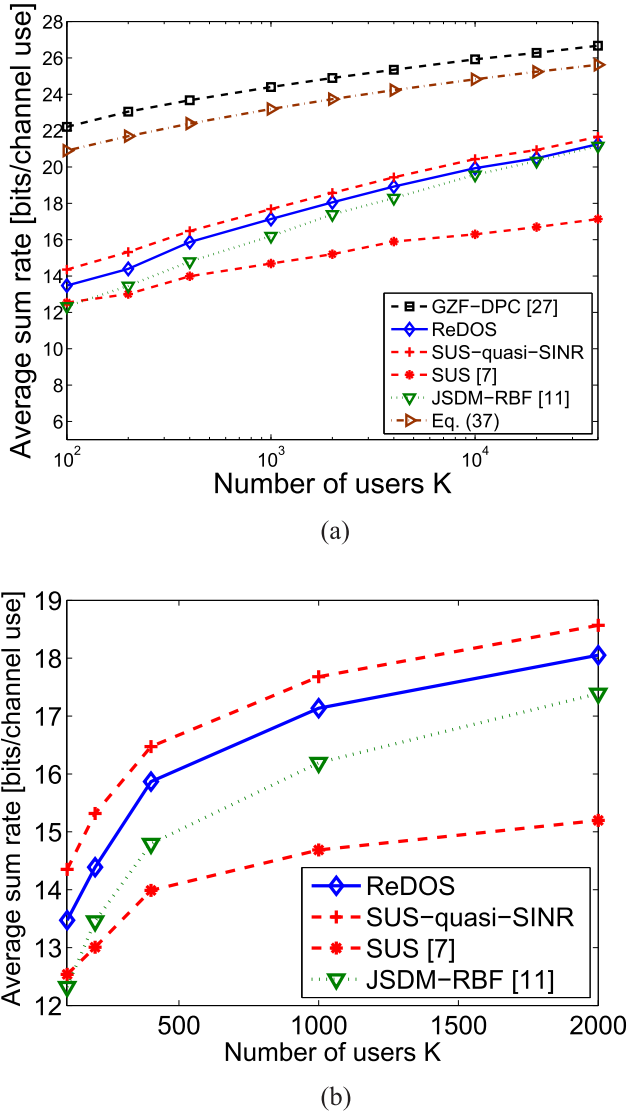 28
26
24
22
20
18
16
14
12
10
8
6
Average sum rate [bits/channel use]
GZF-DPC [27]
ReDOS
SUS-quasi-SINR
SUS [7]
JSDM-RBF [11]
Eq. (37)
10^2
10^3
10^4
Number of users K
(a)
19
18
17
16
15
14
13
12
Average sum rate [bits/channel use]
ReDOS
SUS-quasi-SINR
SUS [7]
JSDM-RBF [11]
500
1000
1500
2000
Number of users K
(b)